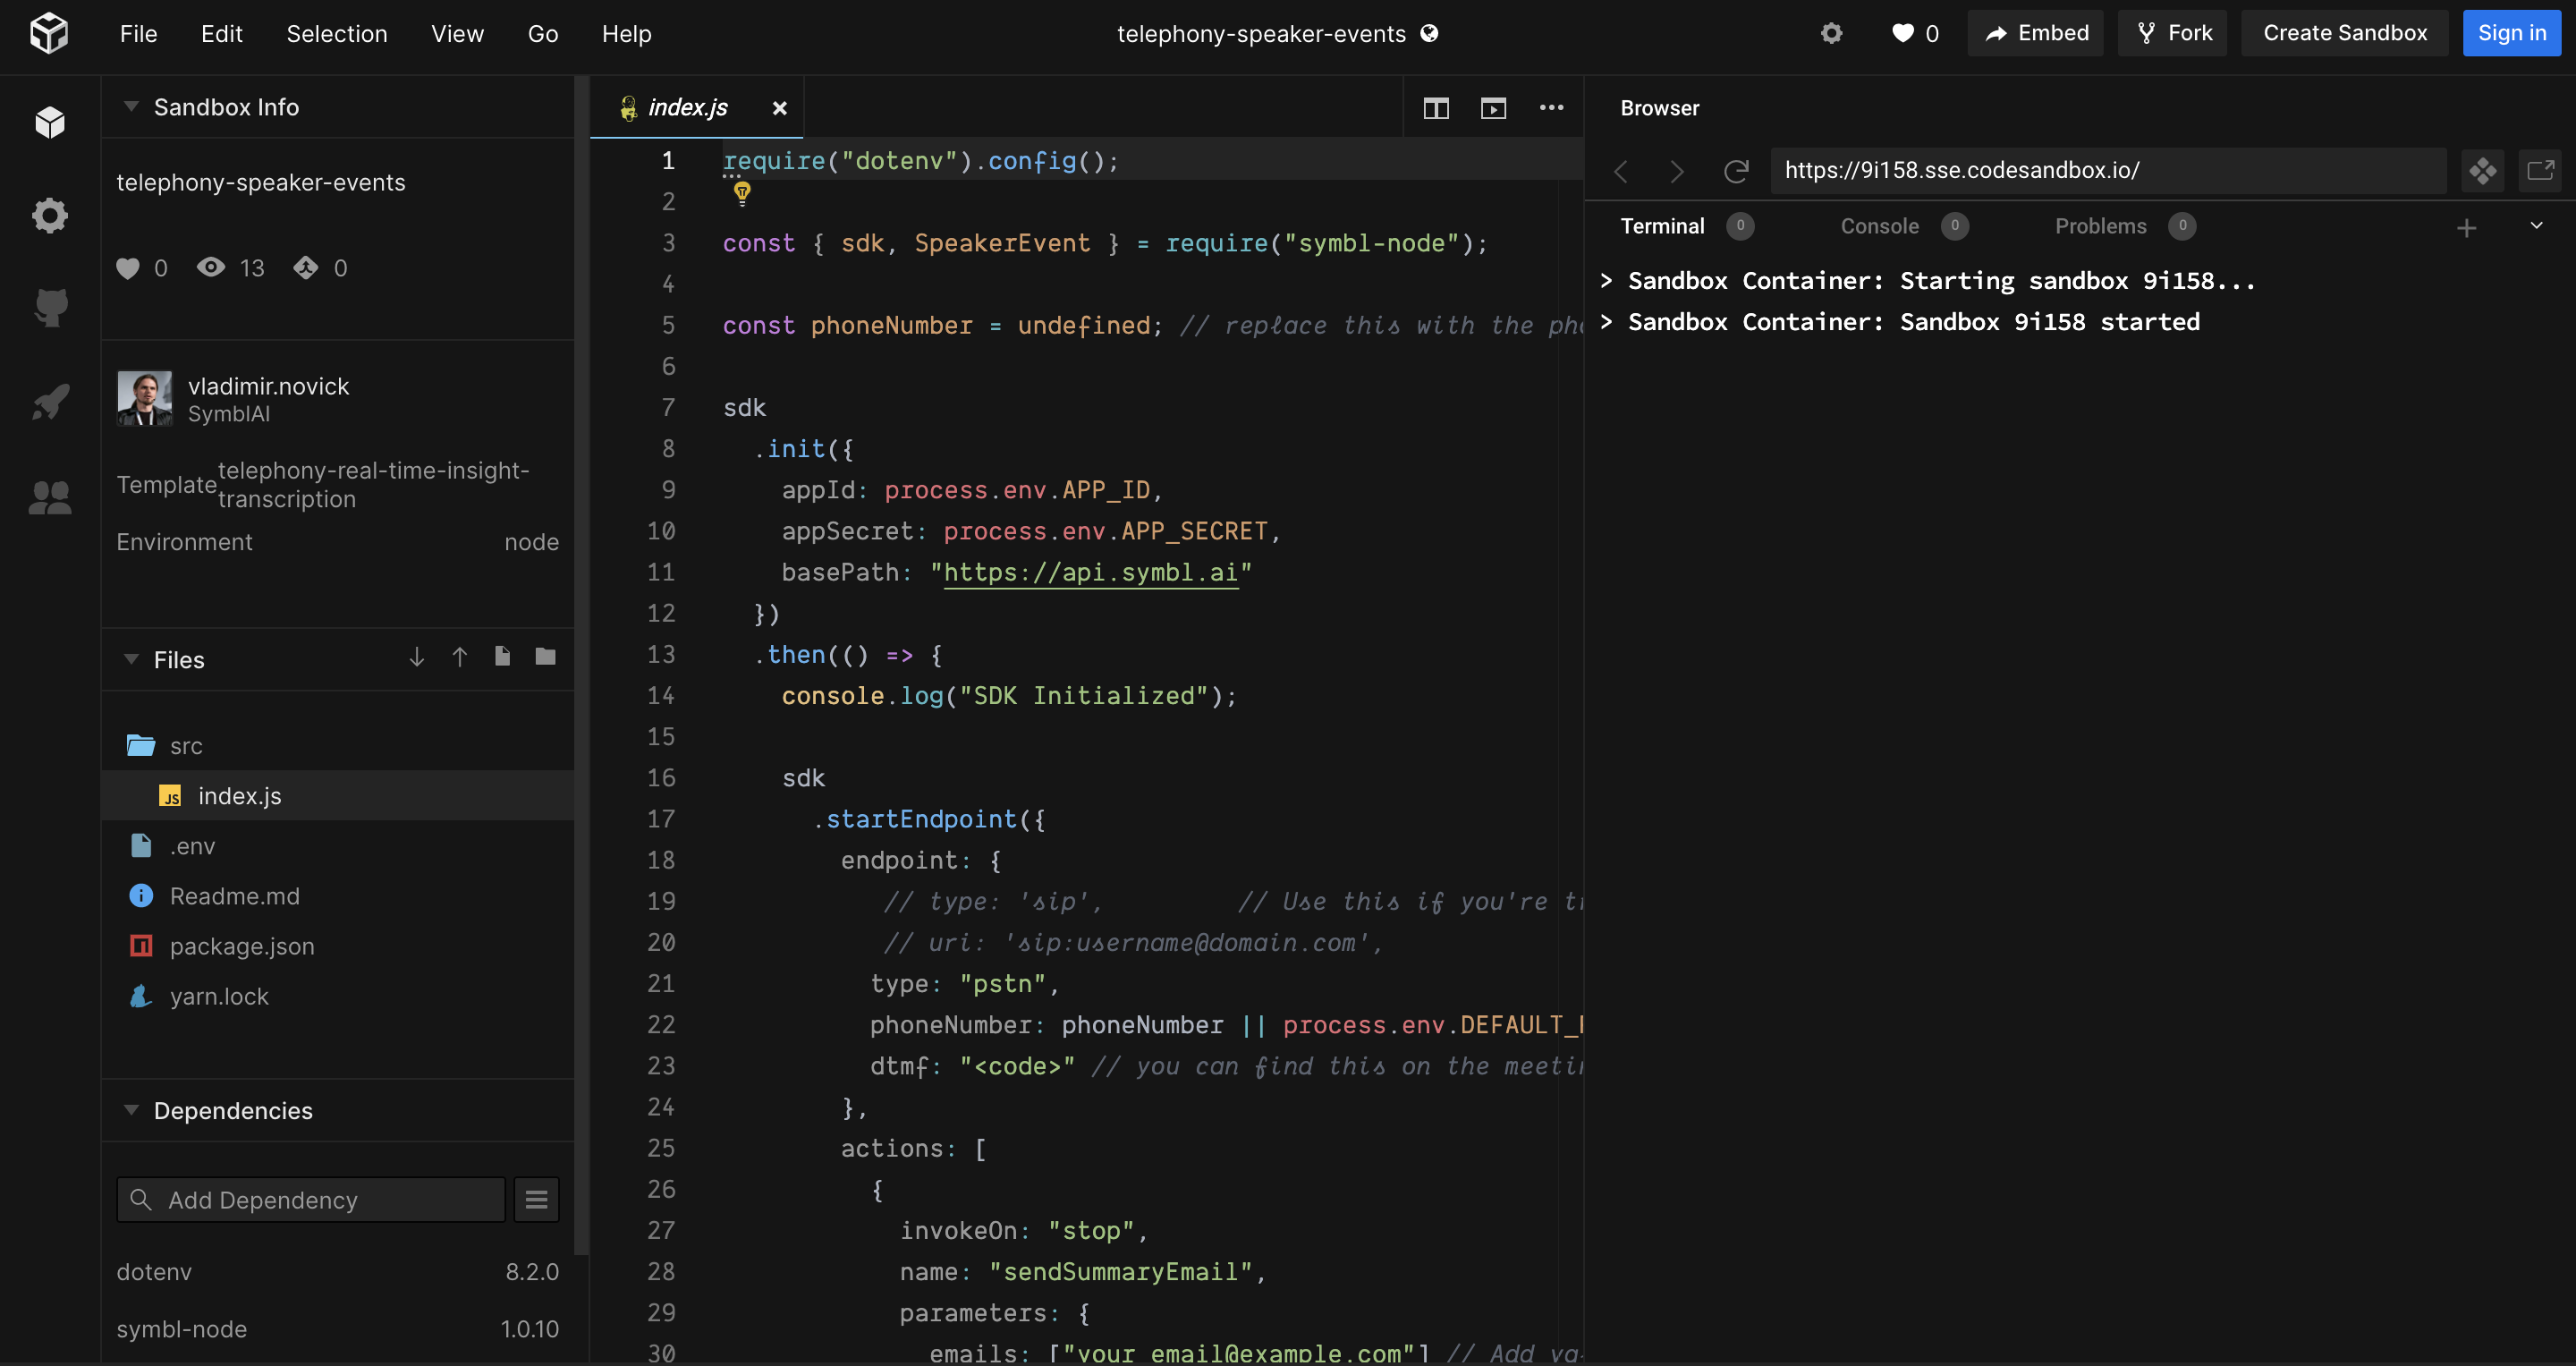 File Edit Selection View Go Help
telephony-speaker-events
0
Embed
Fork
Create Sandbox
Sign in
Sandbox Info
telephony-speaker-events
0 13 0
vladimir.novick
SymblAI
Template telephony-real-time-insight-
transcription
Environment node
Files
src
JS index.js
.env
Readme.md
package.json
yarn.lock
Dependencies
Add Dependency
dotenv 8.2.0
symbl-node 1.0.10
index.js
1 require("dotenv").config();
2
3 const { sdk, SpeakerEvent } = require("symbl-node");
4
5 const phoneNumber = undefined; // replace this with the pho
6
7 sdk
8 .init({
9 appId: process.env.APP_ID,
10 appSecret: process.env.APP_SECRET,
11 basePath: "https://api.symbl.ai"
12 })
13 .then(() => {
14 console.log("SDK Initialized");
15
16 sdk
17 .startEndpoint({
18 endpoint: {
19 // type: 'sip', // Use this if you're
20 // uri: 'sip:username@domain.com',
21 type: "pstn",
22 phoneNumber: phoneNumber || process.env.DEFAULT_
23 dtmf: "<code>" // you can find this on the meetin
24 },
25 actions: [
26 {
27 invokeOn: "stop",
28 name: "sendSummaryEmail",
29 parameters: {
30 emails: ["your_email@example.com"] // Add va
Browser
https://9i158.sse.codesandbox.io/
Terminal 0 Console 0 Problems 0
> Sandbox Container: Starting sandbox 9i158...
> Sandbox Container: Sandbox 9i158 started